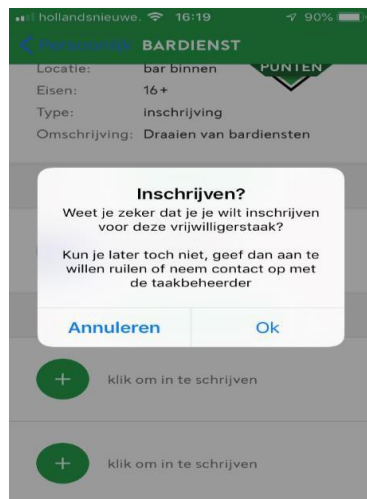 hollandsnieuwe. 16:19 90%
Persoonlijk BARDIENST
Locatie: bar binnen
PUNTEN
Eisen: 16+
Type: inschrijving
Omschrijving: Draaien van bardiensten
Inschrijven?
Weet je zeker dat je je wilt inschrijven
voor deze vrijwilligerstaak?
Kun je later toch niet, geef dan aan te
willen ruilen of neem contact op met
de taakbeheerder
Annuleren Ok
+ klik om in te schrijven
+ klik om in te schrijven